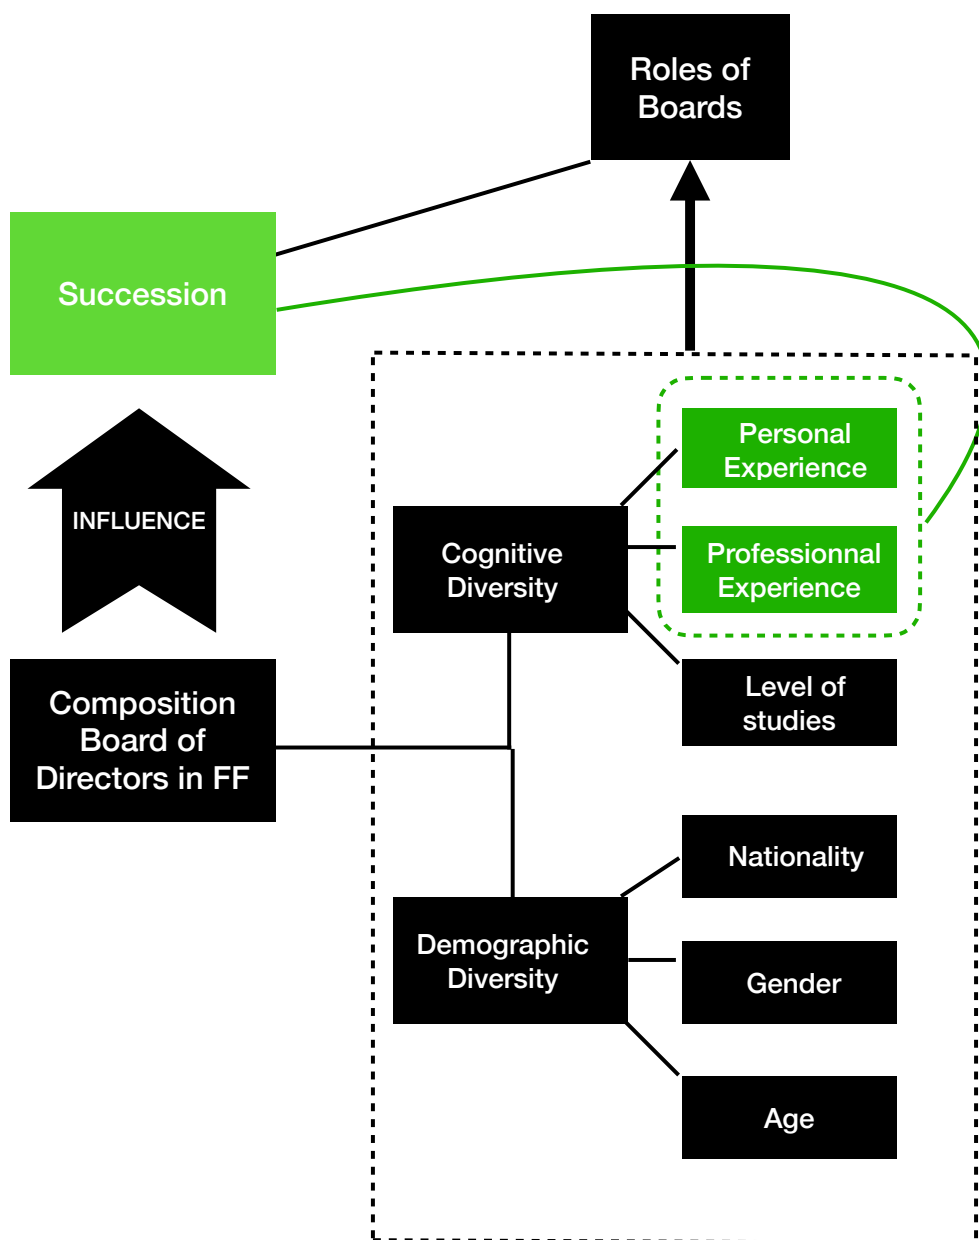 Roles of
Boards
Succession
INFLUENCE
Composition
Board of
Directors in FF
Cognitive
Diversity
Personal
Experience
Professionnal
Experience
Level of
studies
Demographic
Diversity
Nationality
Gender
Age